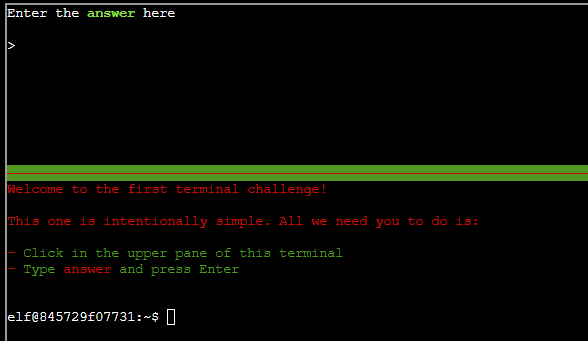 Enter the answer here
>
Welcome to the first terminal challenge!
This one is intentionally simple. All we need you to do is:
- Click in the upper pane of this terminal
- Type answer and press Enter
elf@845729f07731:~$